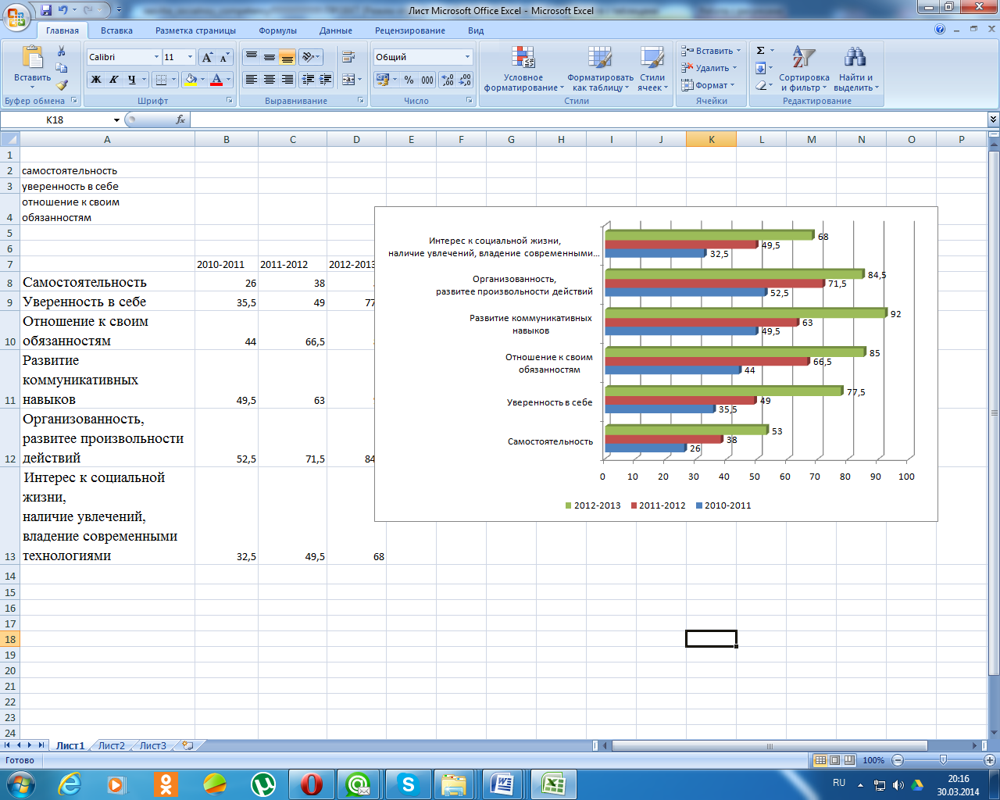 Лист Microsoft Office Excel - Microsoft Excel
Главная Вставка Разметка страницы Формулы Данные Рецензирование Вид
Вставить
Calibri 11
Ж К Ч
Общий
% 000
Условное форматирование
Форматировать как таблицу
Стили ячеек
Вставить
Удалить
Формат
Сортировка и фильтр
Найти и выделить
Буфер обмена Шрифт Выравнивание Число Стили Ячейки Редактирование
K18 fx
A B C D E F G H I J K L M N O P
1
2 самостоятельность
3 уверенность в себе
отношение к своим
4 обязанностям
5
6
7 2010-2011 2011-2012 2012-2013
8 Самостоятельность 26 38
9 Уверенность в себе 35,5 49 77
Отношение к своим
10 обязанностям 44 66,5
Развитие
коммуникативных
11 навыков 49,5 63
Организованность,
развитее произвольности
12 действий 52,5 71,5 84
Интерес к социальной
жизни,
наличие увлечений,
владение современными
13 технологиями 32,5 49,5 68
14
15
16
17
18
19
20
21
22
23
24
Интерес к социальной жизни,
наличие увлечений, владение современными...
68
49,5
32,5
Организованность,
развитее произвольности действий
84,5
71,5
52,5
Развитие коммуникативных
навыков
92
63
49,5
Отношение к своим
обязанностям
85
66,5
44
Уверенность в себе
77,5
49
35,5
Самостоятельность
53
38
26
0 10 20 30 40 50 60 70 80 90 100
2012-2013 2011-2012 2010-2011
Лист1 Лист2 Лист3
Готово 100%
RU 20:16
30.03.2014